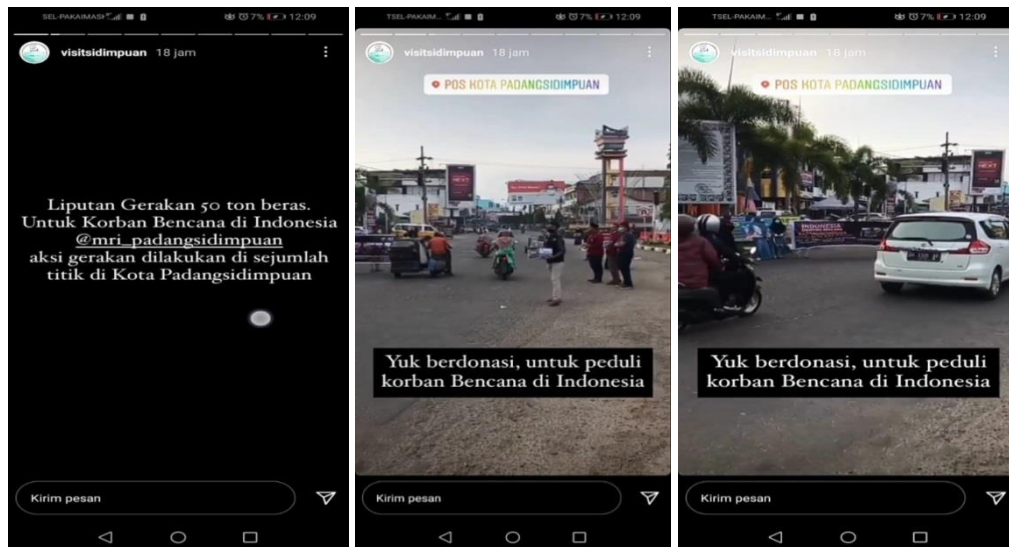 SEL-PAKAIMASI
7%
12:09
visitsidimpuan 18 jam
Liputan Gerakan 50 ton beras.
Untuk Korban Bencana di Indonesia
@mri_padangsidimpuan
aksi gerakan dilakukan di sejumlah
titik di Kota Padangsidimpuan
Kirim pesan
TSEL-PAKAIM...
7%
12:09
visitsidimpuan 18 jam
POS KOTA PADANGSIDIMPUAN
NEXT
Yuk berdonasi, untuk peduli
korban Bencana di Indonesia
Kirim pesan
TSEL-PAKAIM...
7%
12:09
visitsidimpuan 18 jam
POS KOTA PADANGSIDIMPUAN
NEXT
INDONESIA
Yuk berdonasi, untuk peduli
korban Bencana di Indonesia
Kirim pesan